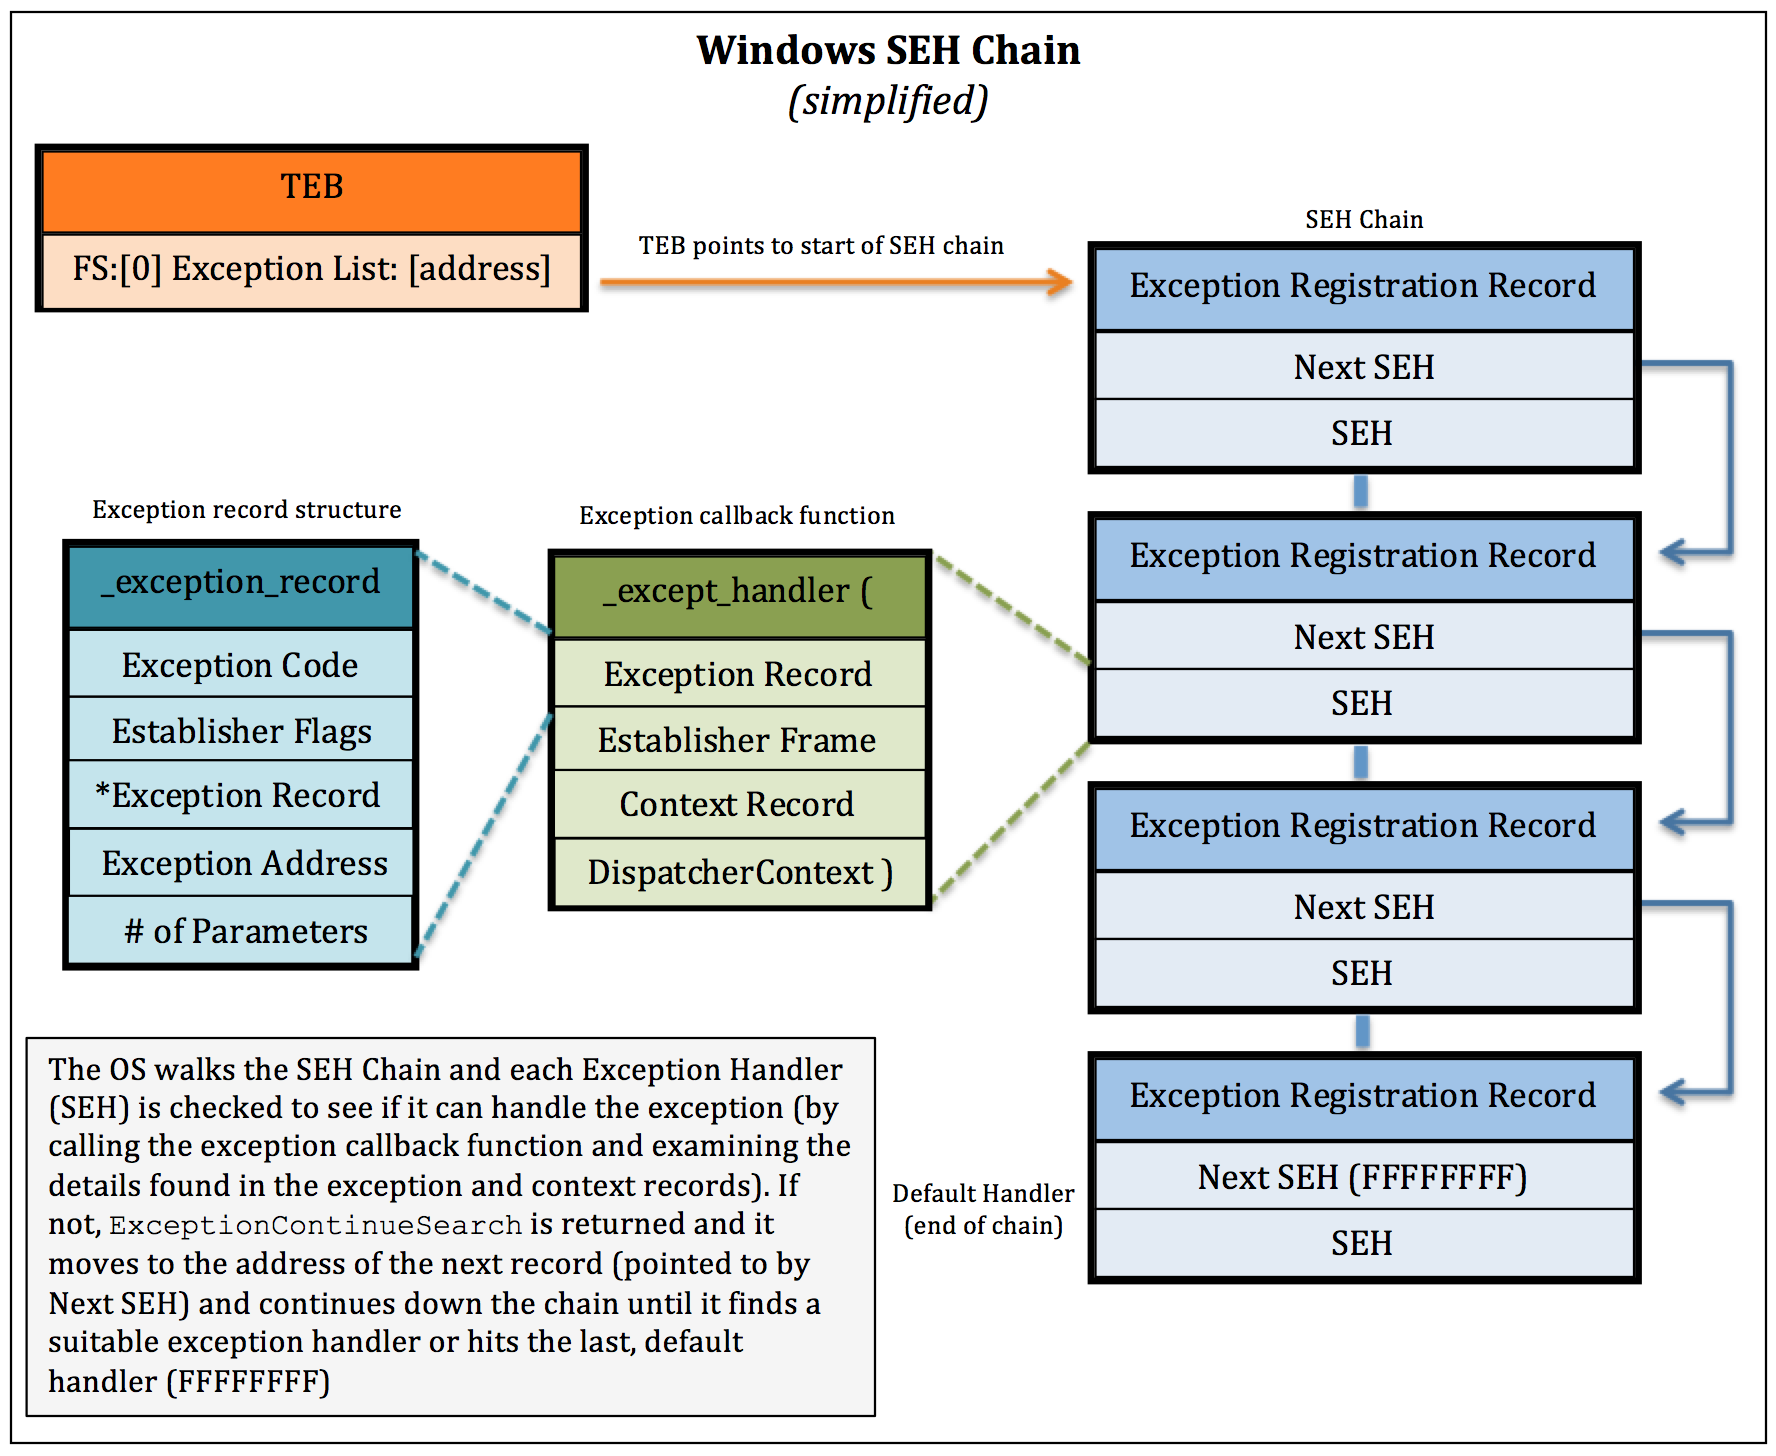 Windows SEH Chain
(simplified)
TEB
FS:[0] Exception List: [address]
TEB points to start of SEH chain
SEH Chain
Exception Registration Record
Next SEH
SEH
Exception Registration Record
Next SEH
SEH
Exception Registration Record
Next SEH
SEH
Default Handler
(end of chain)
Exception Registration Record
Next SEH (FFFFFFFF)
SEH
Exception callback function
_except_handler (
Exception Record
Establisher Frame
Context Record
DispatcherContext )
Exception record structure
_exception_record
Exception Code
Establisher Flags
*Exception Record
Exception Address
# of Parameters
The OS walks the SEH Chain and each Exception Handler
(SEH) is checked to see if it can handle the exception (by
calling the exception callback function and examining the
details found in the exception and context records). If
not, ExceptionContinueSearch is returned and it
moves to the address of the next record (pointed to by
Next SEH) and continues down the chain until it finds a
suitable exception handler or hits the last, default
handler (FFFFFFFF)